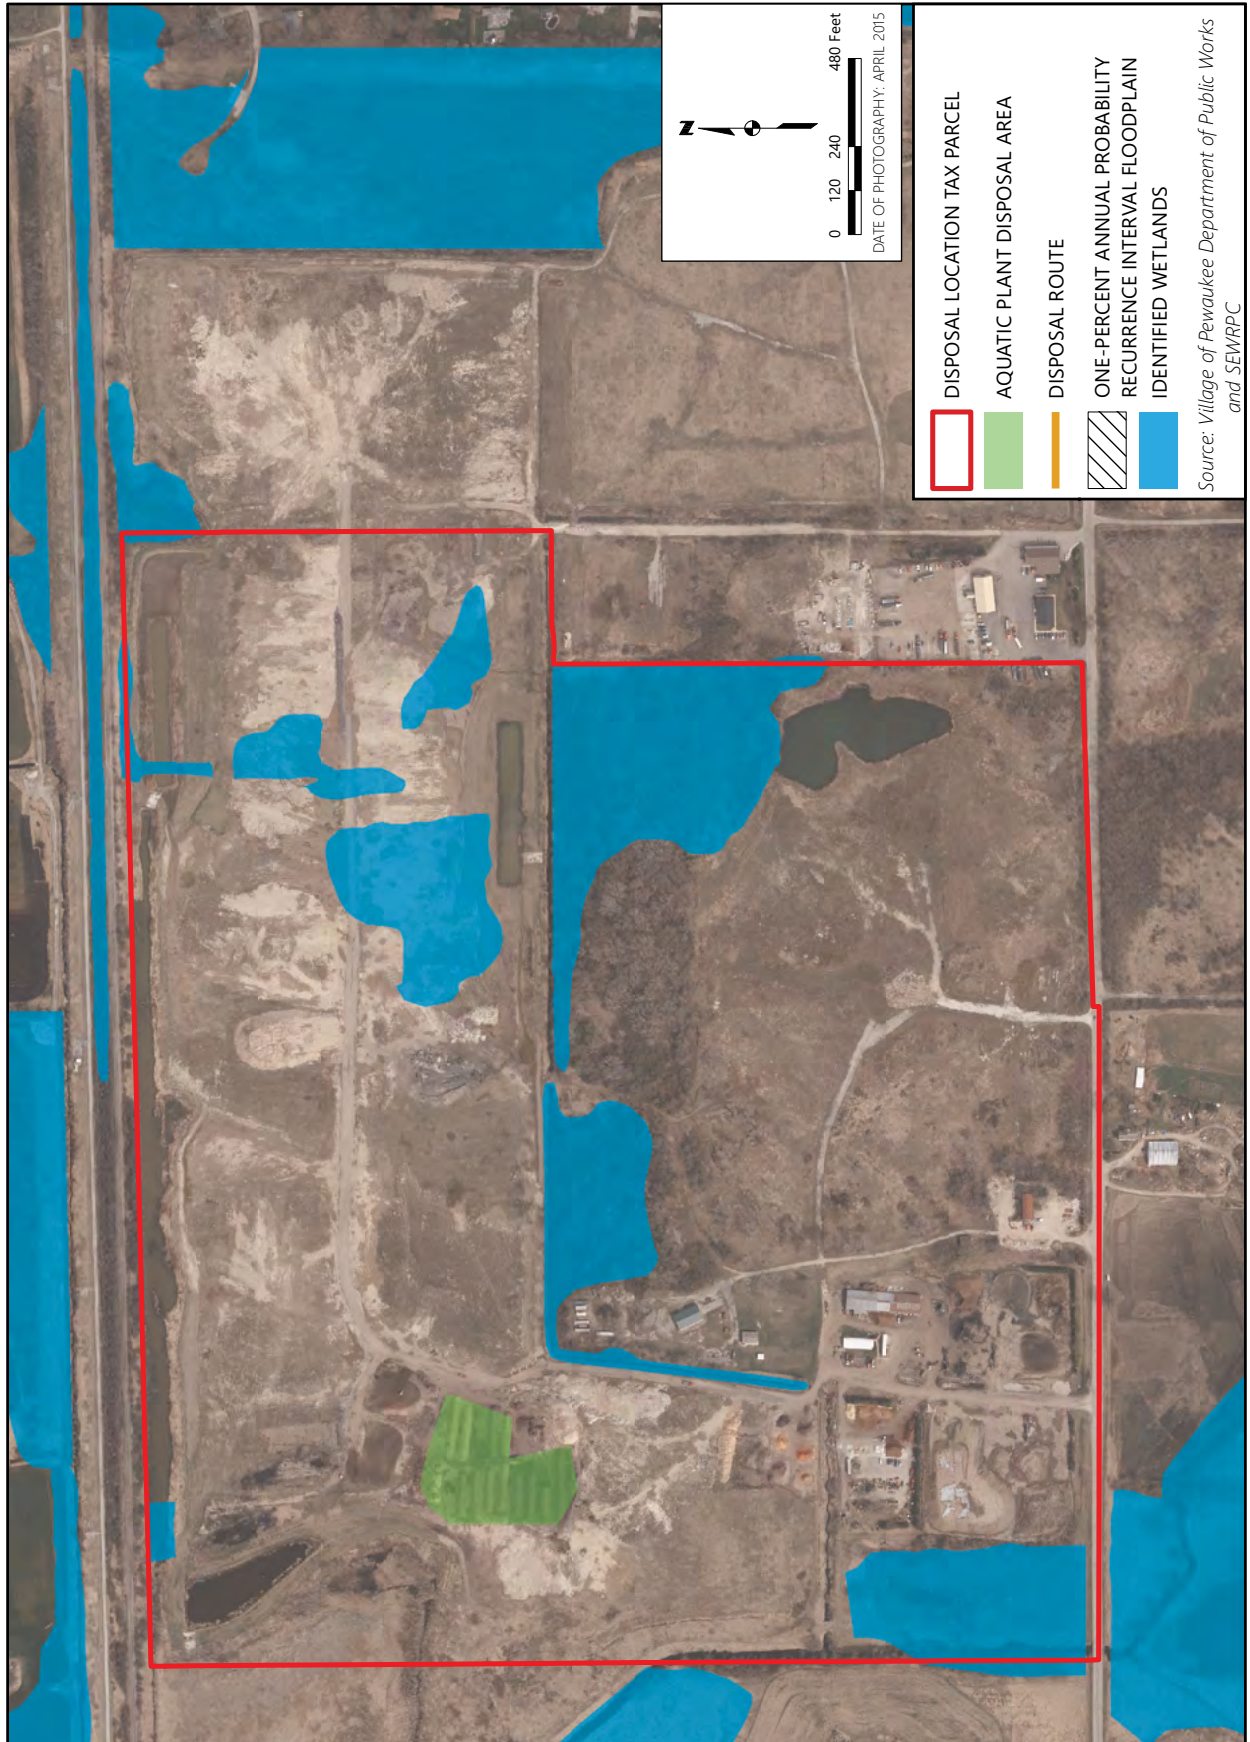 N
0 120 240 480 Feet
DATE OF PHOTOGRAPHY: APRIL 2015
DISPOSAL LOCATION TAX PARCEL
AQUATIC PLANT DISPOSAL AREA
DISPOSAL ROUTE
ONE-PERCENT ANNUAL PROBABILITY
RECURRENCE INTERVAL FLOODPLAIN
IDENTIFIED WETLANDS
Source: Village of Pewaukee Department of Public Works
and SEWRPC